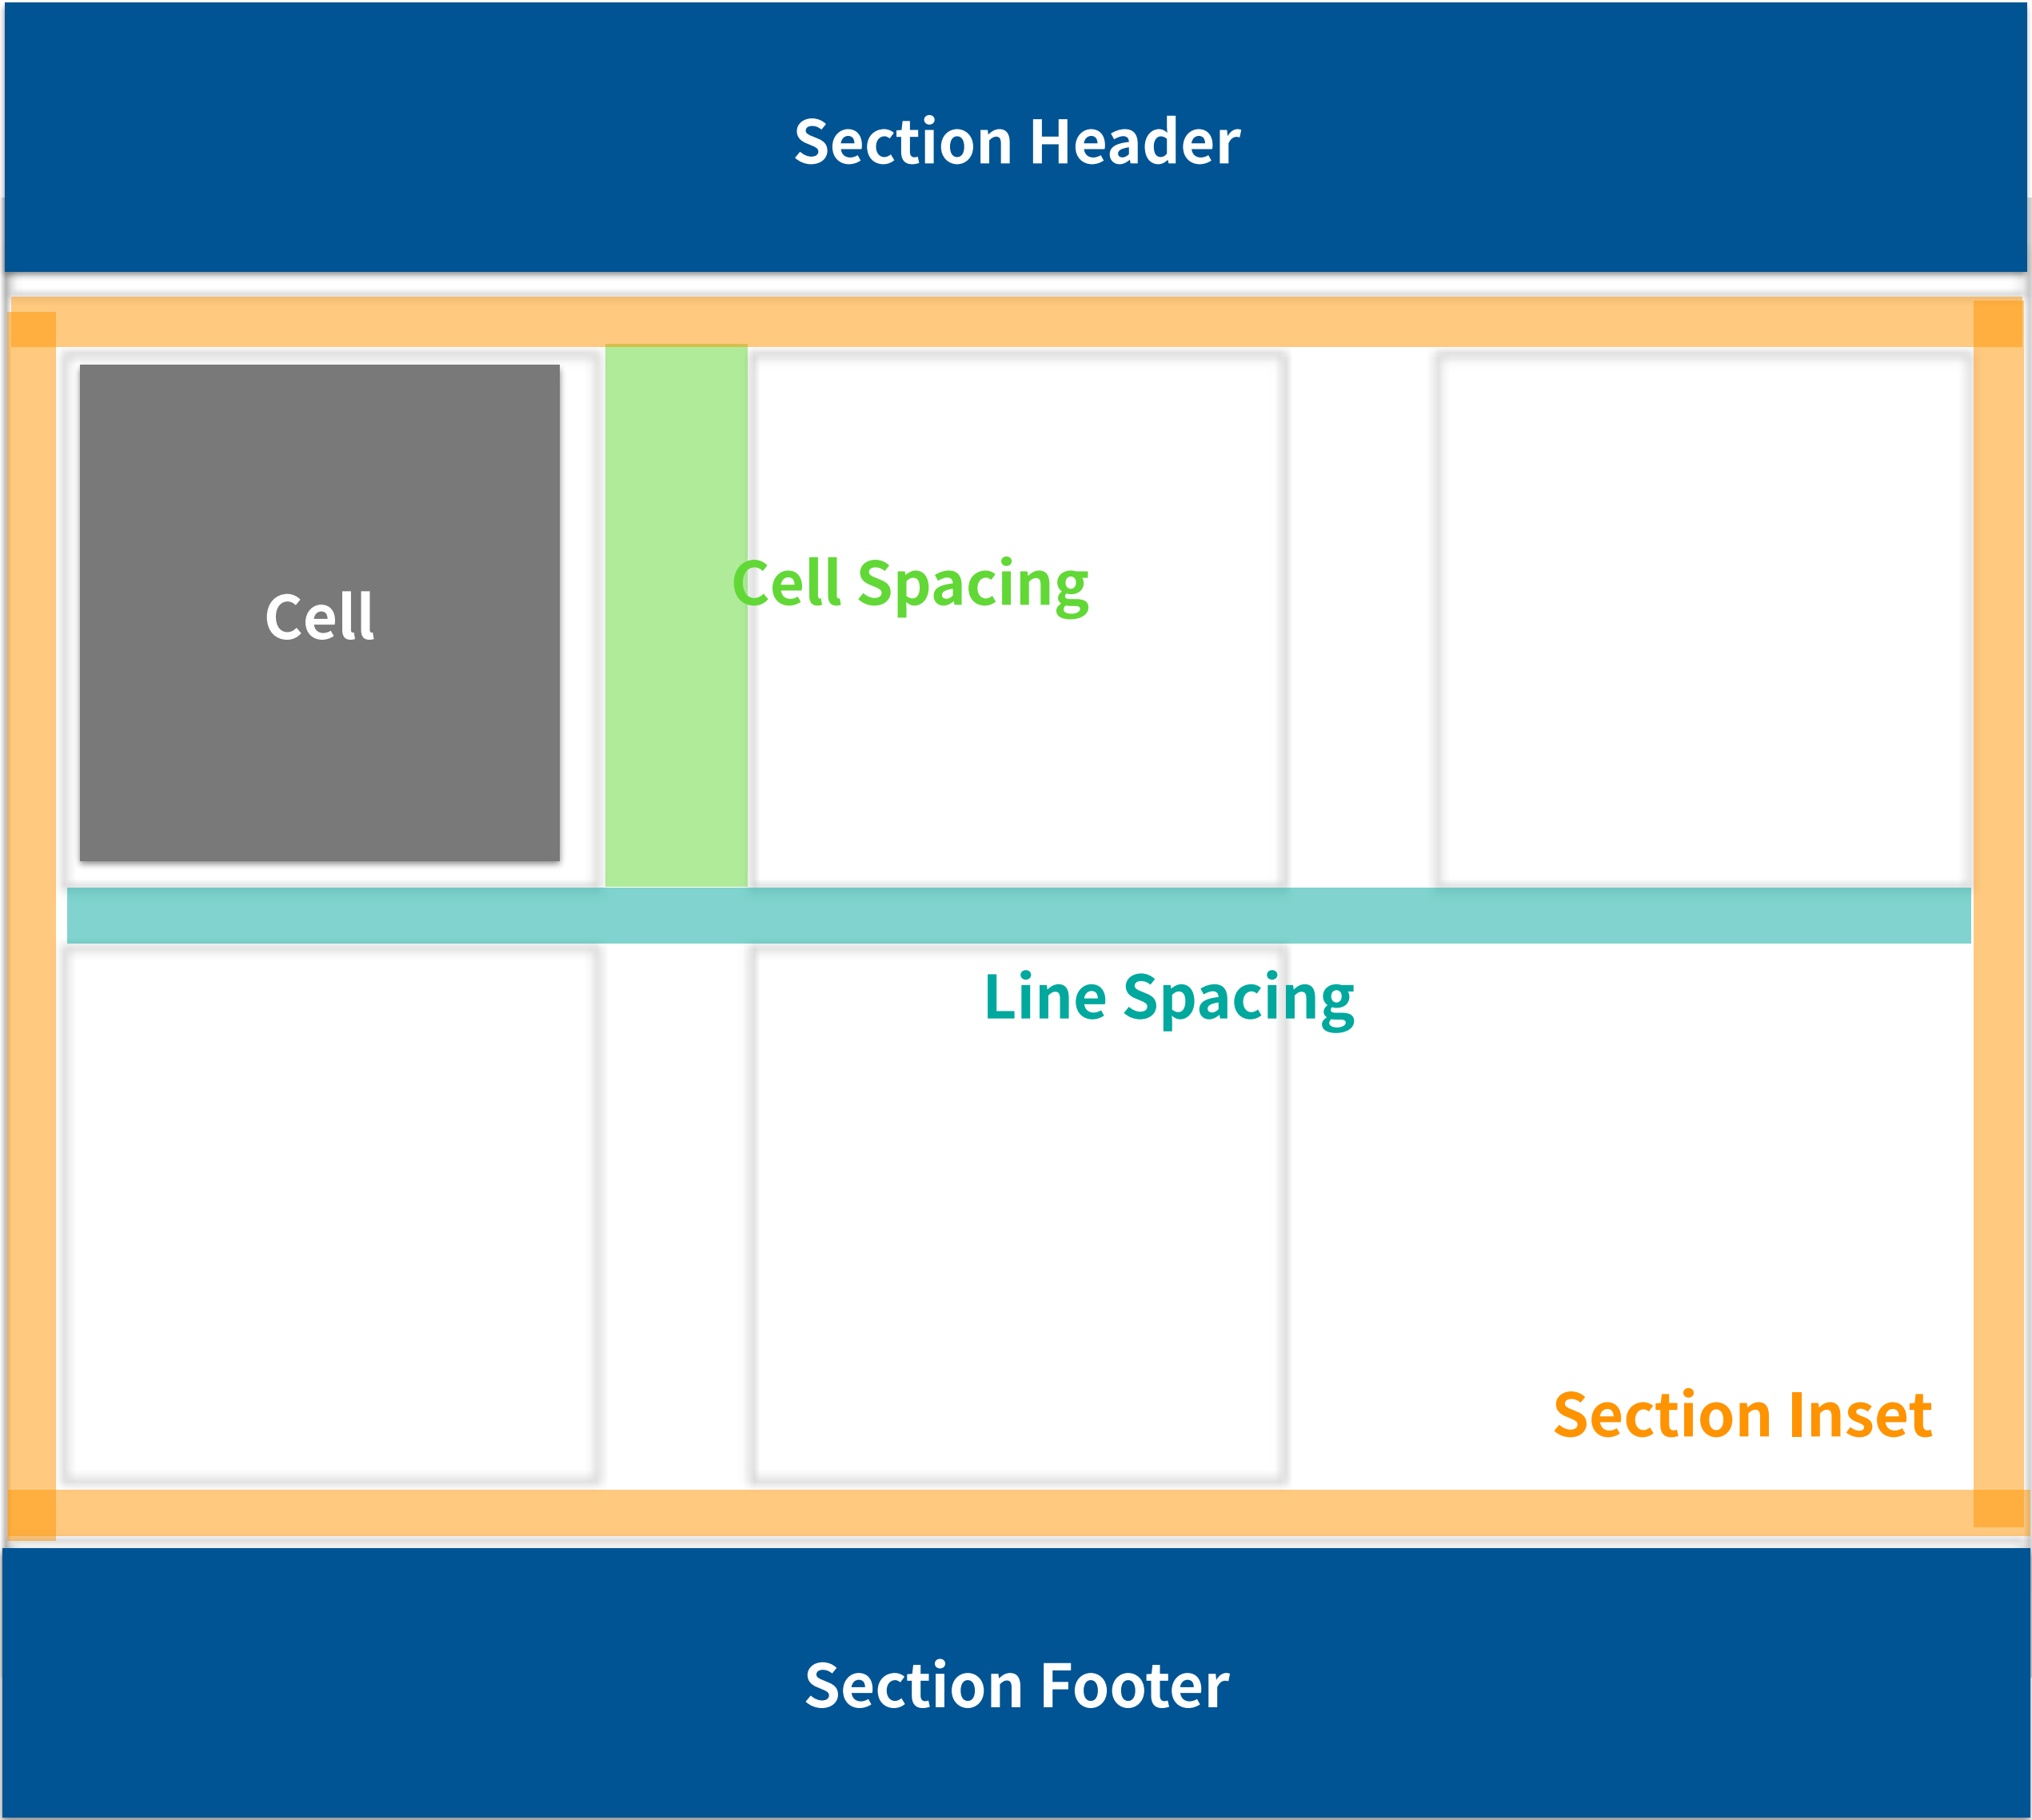 Section Header
Cell Spacing
Cell
Line Spacing
Section Inset
Section Footer